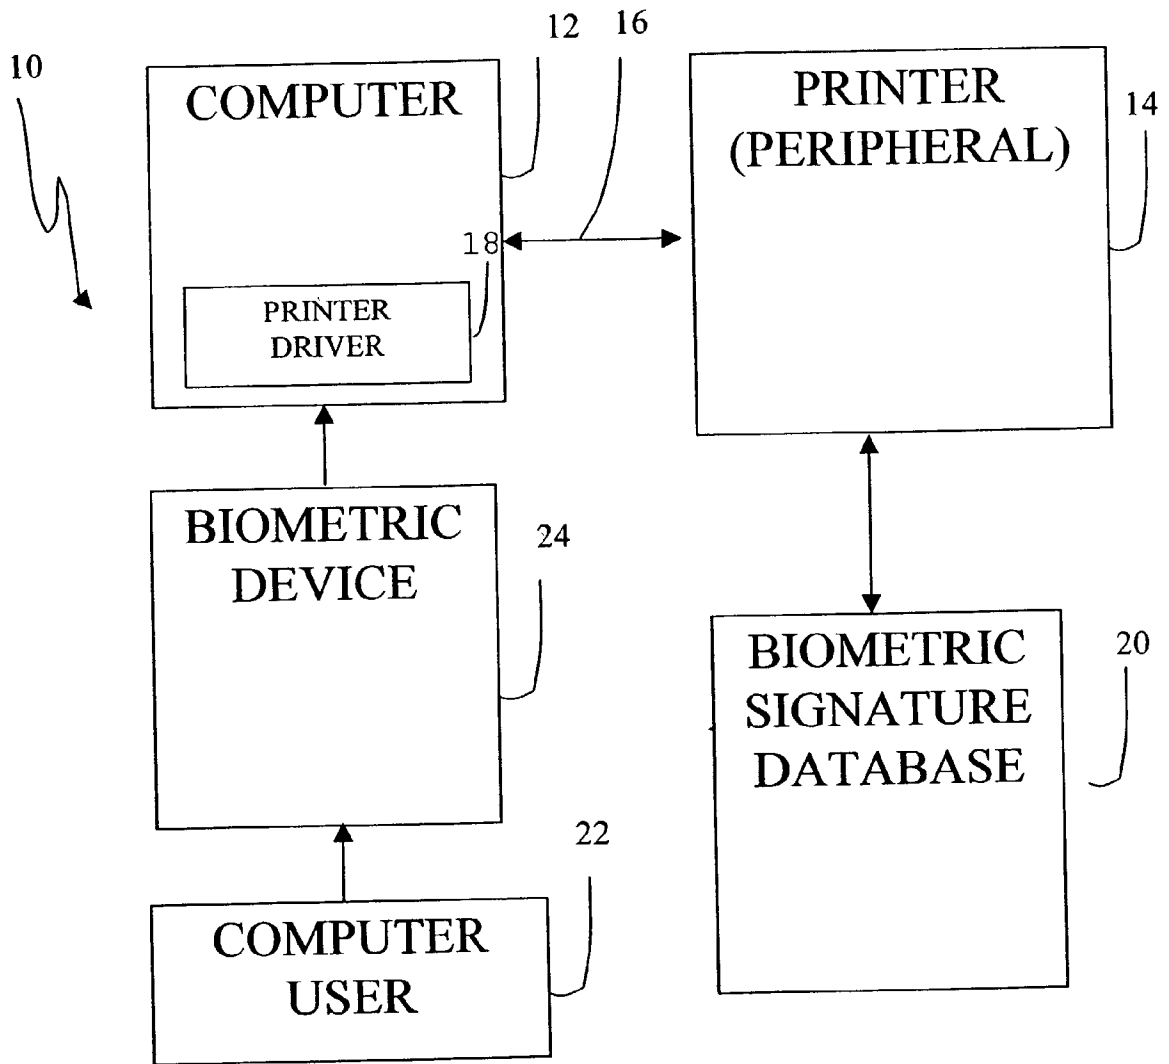 10
12
16
COMPUTER
PRINTER
(PERIPHERAL)
14
18
PRINTER
DRIVER
BIOMETRIC
DEVICE
24
BIOMETRIC
SIGNATURE
DATABASE
20
22
COMPUTER
USER